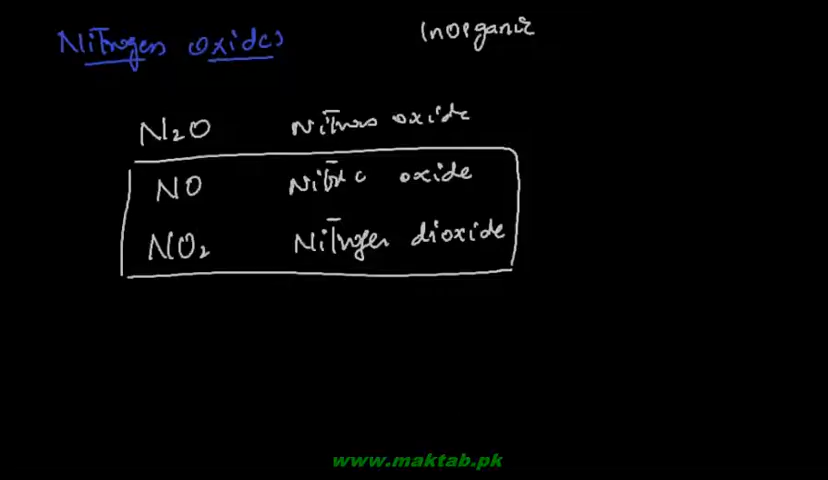 Nitrogen oxides
Inorganic
N₂O Nitrous oxide
NO Nitric oxide
NO₂ Nitrogen dioxide
www.maktab.pk